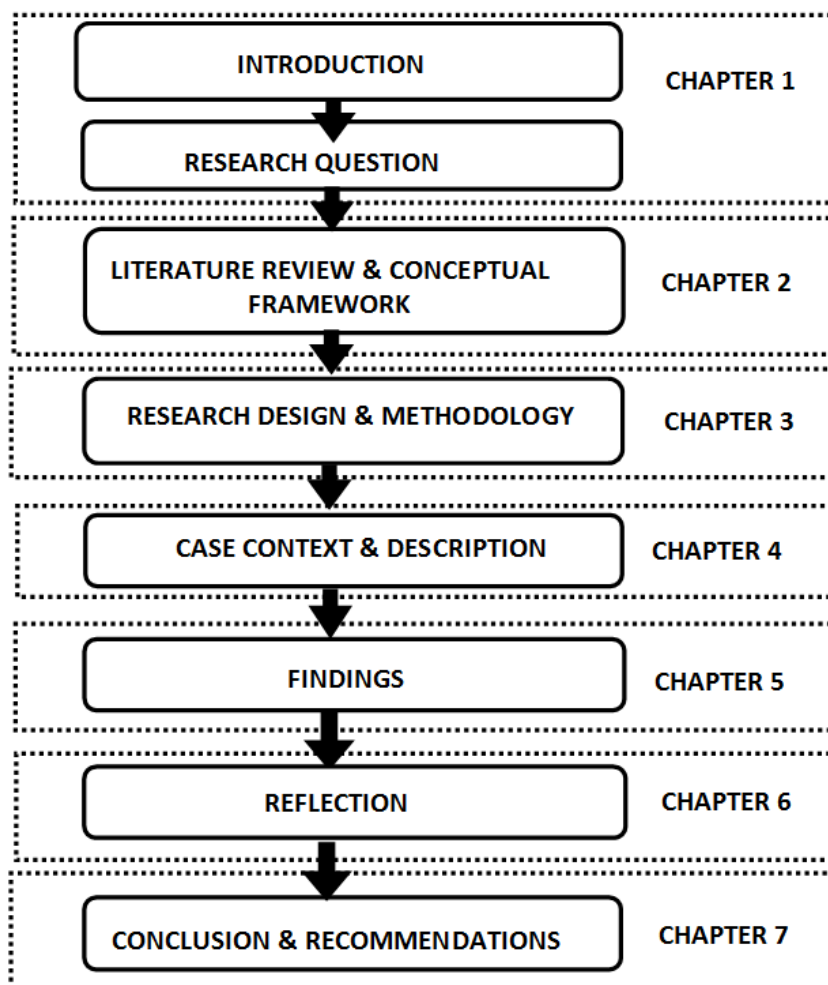 INTRODUCTION
CHAPTER 1
RESEARCH QUESTION
LITERATURE REVIEW & CONCEPTUAL
FRAMEWORK
CHAPTER 2
RESEARCH DESIGN & METHODOLOGY
CHAPTER 3
CASE CONTEXT & DESCRIPTION
CHAPTER 4
FINDINGS
CHAPTER 5
REFLECTION
CHAPTER 6
CONCLUSION & RECOMMENDATIONS
CHAPTER 7